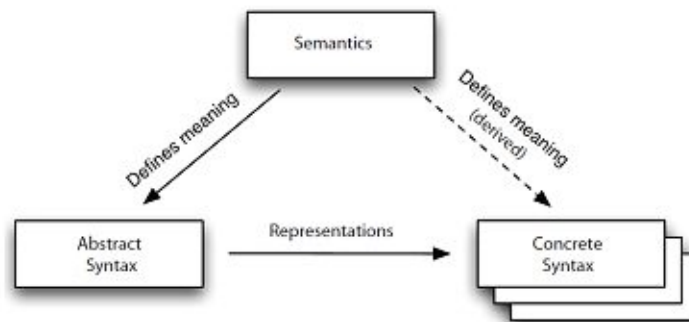 Semantics
Defines meaning
Defines meaning
(derived)
Representations
Abstract
Syntax
Concrete
Syntax